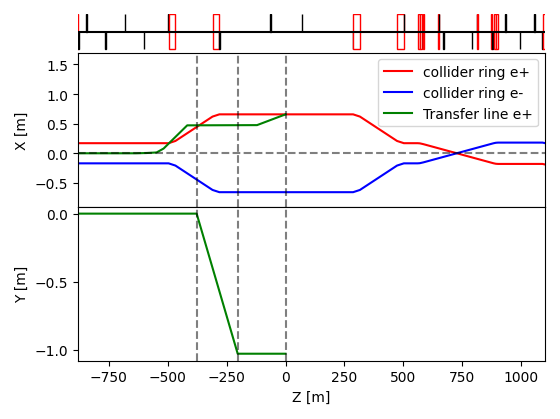 1.5
1.0
0.5
0.0
−0.5
X [m]
collider ring e+
collider ring e-
Transfer line e+
0.0
−0.5
−1.0
Y [m]
−750 −500 −250 0 250 500 750 1000
Z [m]